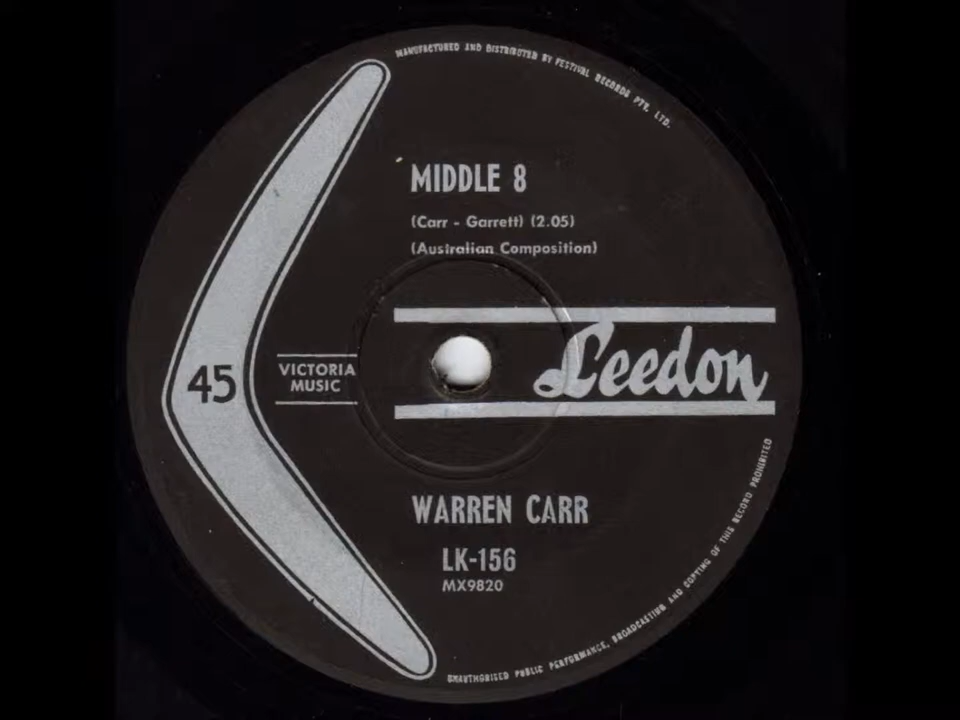 MANUFACTURED AND DISTRIBUTED BY FESTIVAL RECORDS PTY. LTD.
MIDDLE 8
(Carr - Garrett) (2.05)
(Australian Composition)
Leedon
45
VICTORIA
MUSIC
WARREN CARR
LK-156
MX9820
UNAUTHORISED PUBLIC PERFORMANCE, BROADCASTING AND COPYING OF THIS RECORD PROHIBITED